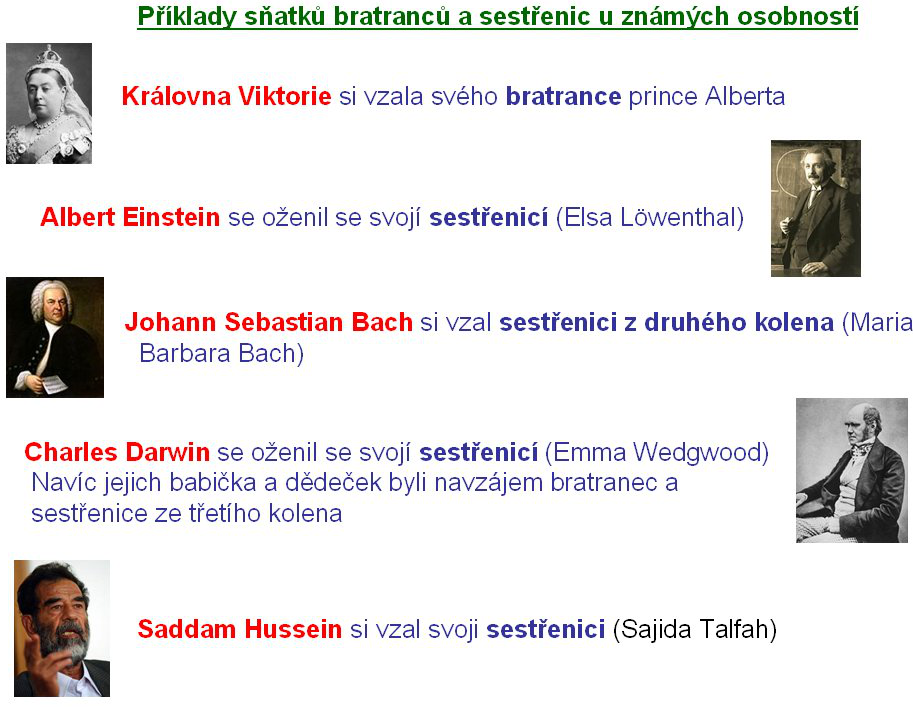 Příklady sňatků bratranců a sestřenic u známých osobností
Královna Viktorie si vzala svého bratrance prince Alberta
Albert Einstein se oženil se svojí sestřenicí (Elsa Löwenthal)
Johann Sebastian Bach si vzal sestřenici z druhého kolena (Maria
Barbara Bach)
Charles Darwin se oženil se svojí sestřenicí (Emma Wedgwood)
Navíc jejich babička a dědeček byli navzájem bratranec a
sestřenice ze třetího kolena
Saddam Hussein si vzal svoji sestřenici (Sajida Talfah)